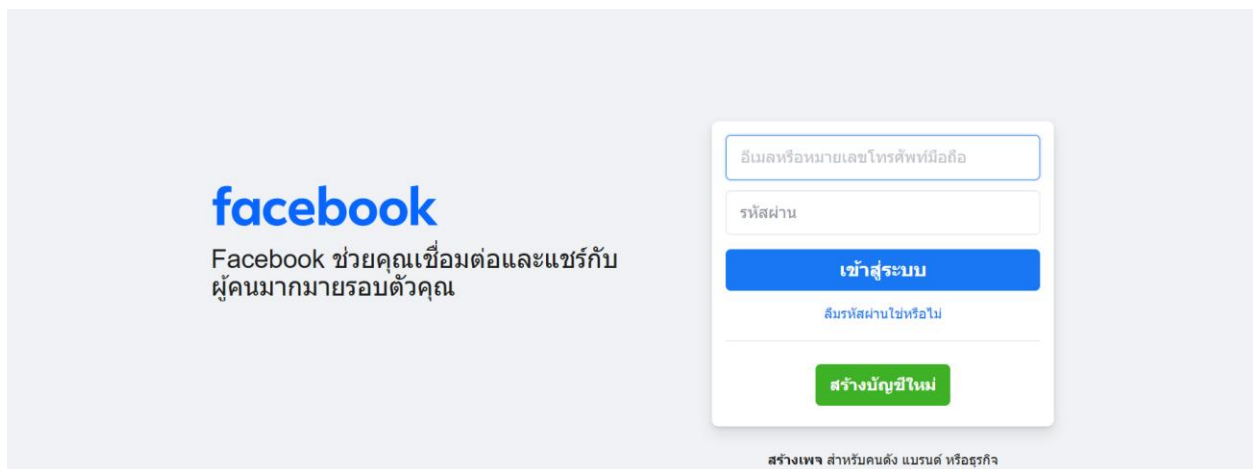 facebook
Facebook ช่วยคุณเชื่อมต่อและแชร์กับ
ผู้คนมากมายรอบตัวคุณ
อีเมลหรือหมายเลขโทรศัพท์มือถือ
รหัสผ่าน
เข้าสู่ระบบ
ลืมรหัสผ่านใช่หรือไม่
สร้างบัญชีใหม่
สร้างเพจ สำหรับคนดัง แบรนด์ หรือธุรกิจ